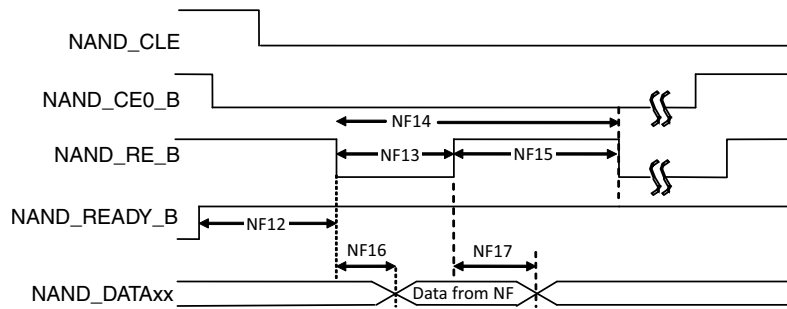 NAND_CLE
NAND_CE0_B
NF14
NAND_RE_B
NF13
NF15
NAND_READY_B
NF12
NF16
NF17
NAND_DATAxx
Data from NF